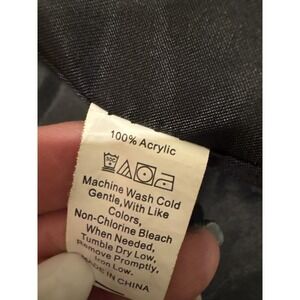 100% Acrylic
Machine Wash Cold
Gentle,With Like
Colors,
Non-Chlorine Bleach
When Needed,
Tumble Dry Low,
Remove Promptly,
Iron Low.
MADE IN CHINA